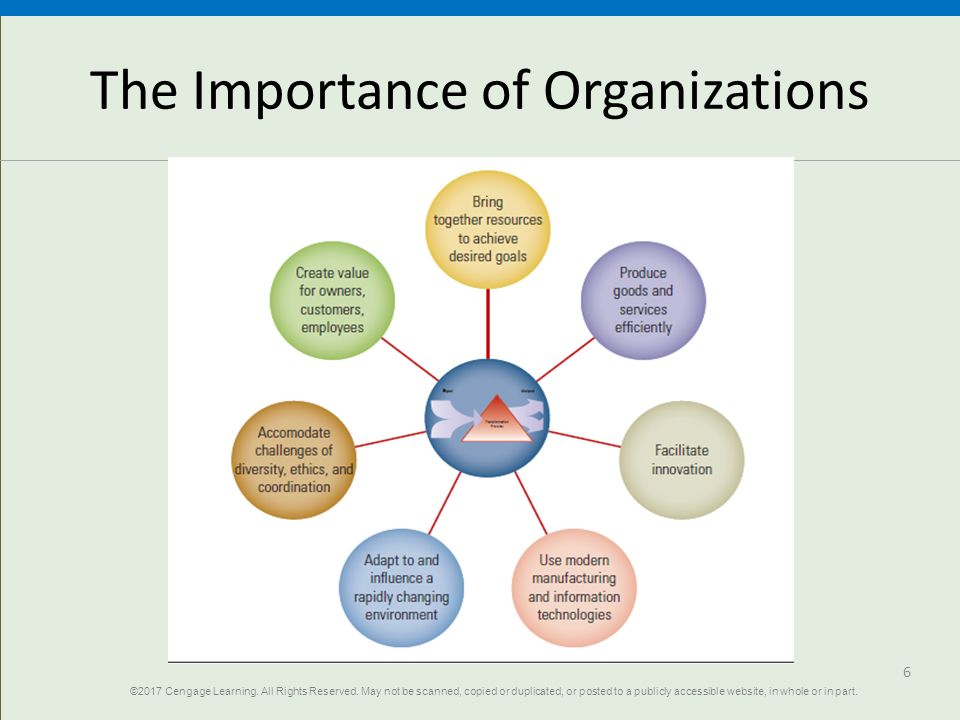 The Importance of Organizations
Bring
together resources
to achieve
desired goals
Produce
goods and
services
efficiently
Facilitate
innovation
Use modern
manufacturing
and information
technologies
Adapt to and
influence a
rapidly changing
environment
Accomodate
challenges of
diversity, ethics, and
coordination
Create value
for owners,
customers,
employees
Transformation
Process
6
©2017 Cengage Learning. All Rights Reserved. May not be scanned, copied or duplicated, or posted to a publicly accessible website, in whole or in part.